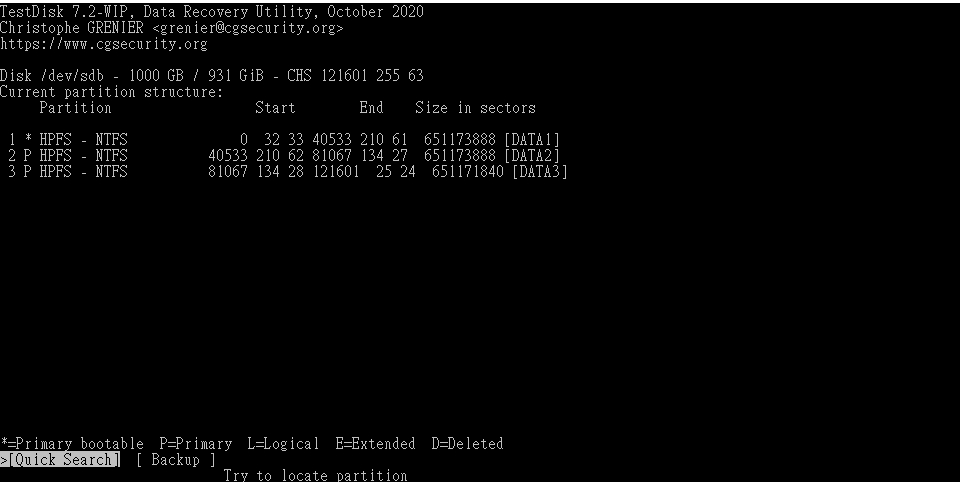 TestDisk 7.2-WIP, Data Recovery Utility, October 2020
Christophe GRENIER <grenier@cgsecurity.org>
https://www.cgsecurity.org
Disk /dev/sdb - 1000 GB / 931 GiB - CHS 121601 255 63
Current partition structure:
Partition Start End Size in sectors
1 * HPFS - NTFS 0 32 33 40533 210 61 651173888 [DATA1]
2 P HPFS - NTFS 40533 210 62 81067 134 27 651173888 [DATA2]
3 P HPFS - NTFS 81067 134 28 121601 25 24 651171840 [DATA3]
*=Primary bootable P=Primary L=Logical E=Extended D=Deleted
>[Quick Search] [ Backup ]
Try to locate partition